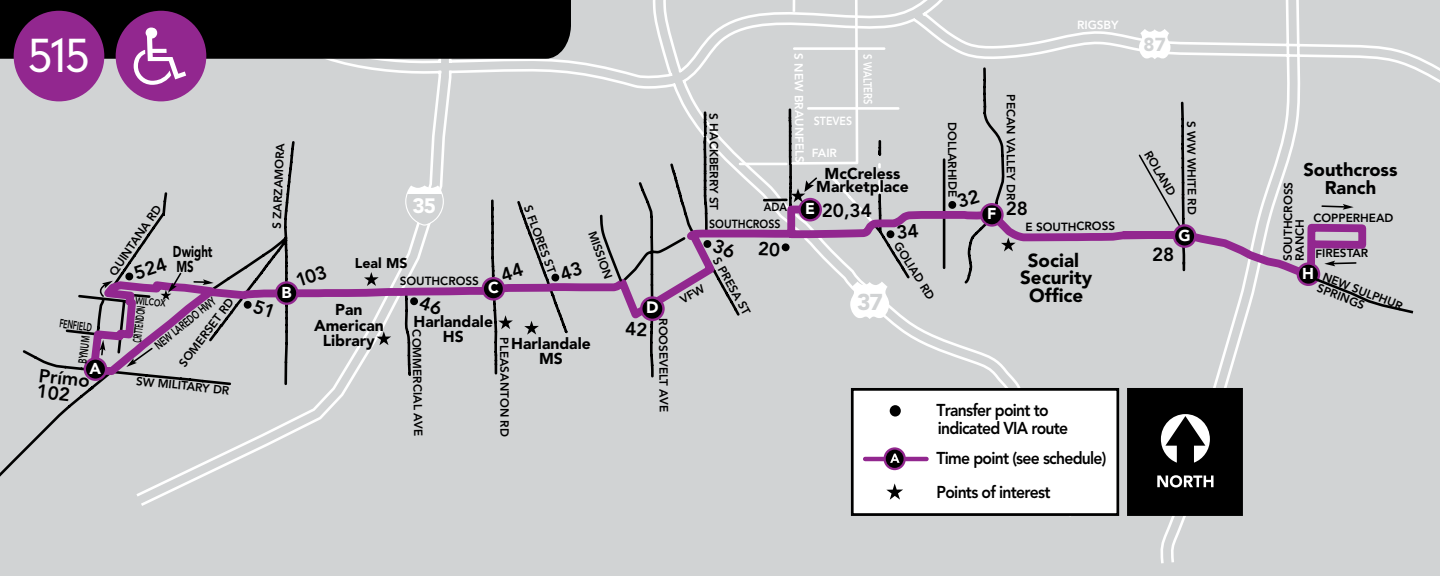 515
RIGSBY
87
S NEW BRAUNFELS
S WALTERS
STEVES
FAIR
35
37
S ZARZAMORA
QUINTANA RD
524
Dwight
MS
WILCOX
CRITTENDON
FENFIELD
BYNUM
NEW LAREDO HWY
SOMERSET RD
51
A
Prímo
102
SW MILITARY DR
B
103
Leal MS
Pan
American
Library
SOUTHCROSS
46
COMMERCIAL AVE
C
44
Harlandale
HS
PLEASANTON RD
Harlandale
MS
S FLORES ST
43
MISSION
42
D
ROOSEVELT AVE
VFW
S PRESA ST
36
S HACKBERRY ST
SOUTHCROSS
20
ADA
E
20,34
McCreless
Marketplace
34
GOLIAD RD
DOLLARHIDE
32
PECAN VALLEY DR
F
28
E SOUTHCROSS
Social
Security
Office
ROLAND
S WW WHITE RD
G
28
Southcross
Ranch
SOUTHCROSS
RANCH
COPPERHEAD
FIRESTAR
H
NEW SULPHUR
SPRINGS
Transfer point to
indicated VIA route
A
Time point (see schedule)
Points of interest
NORTH